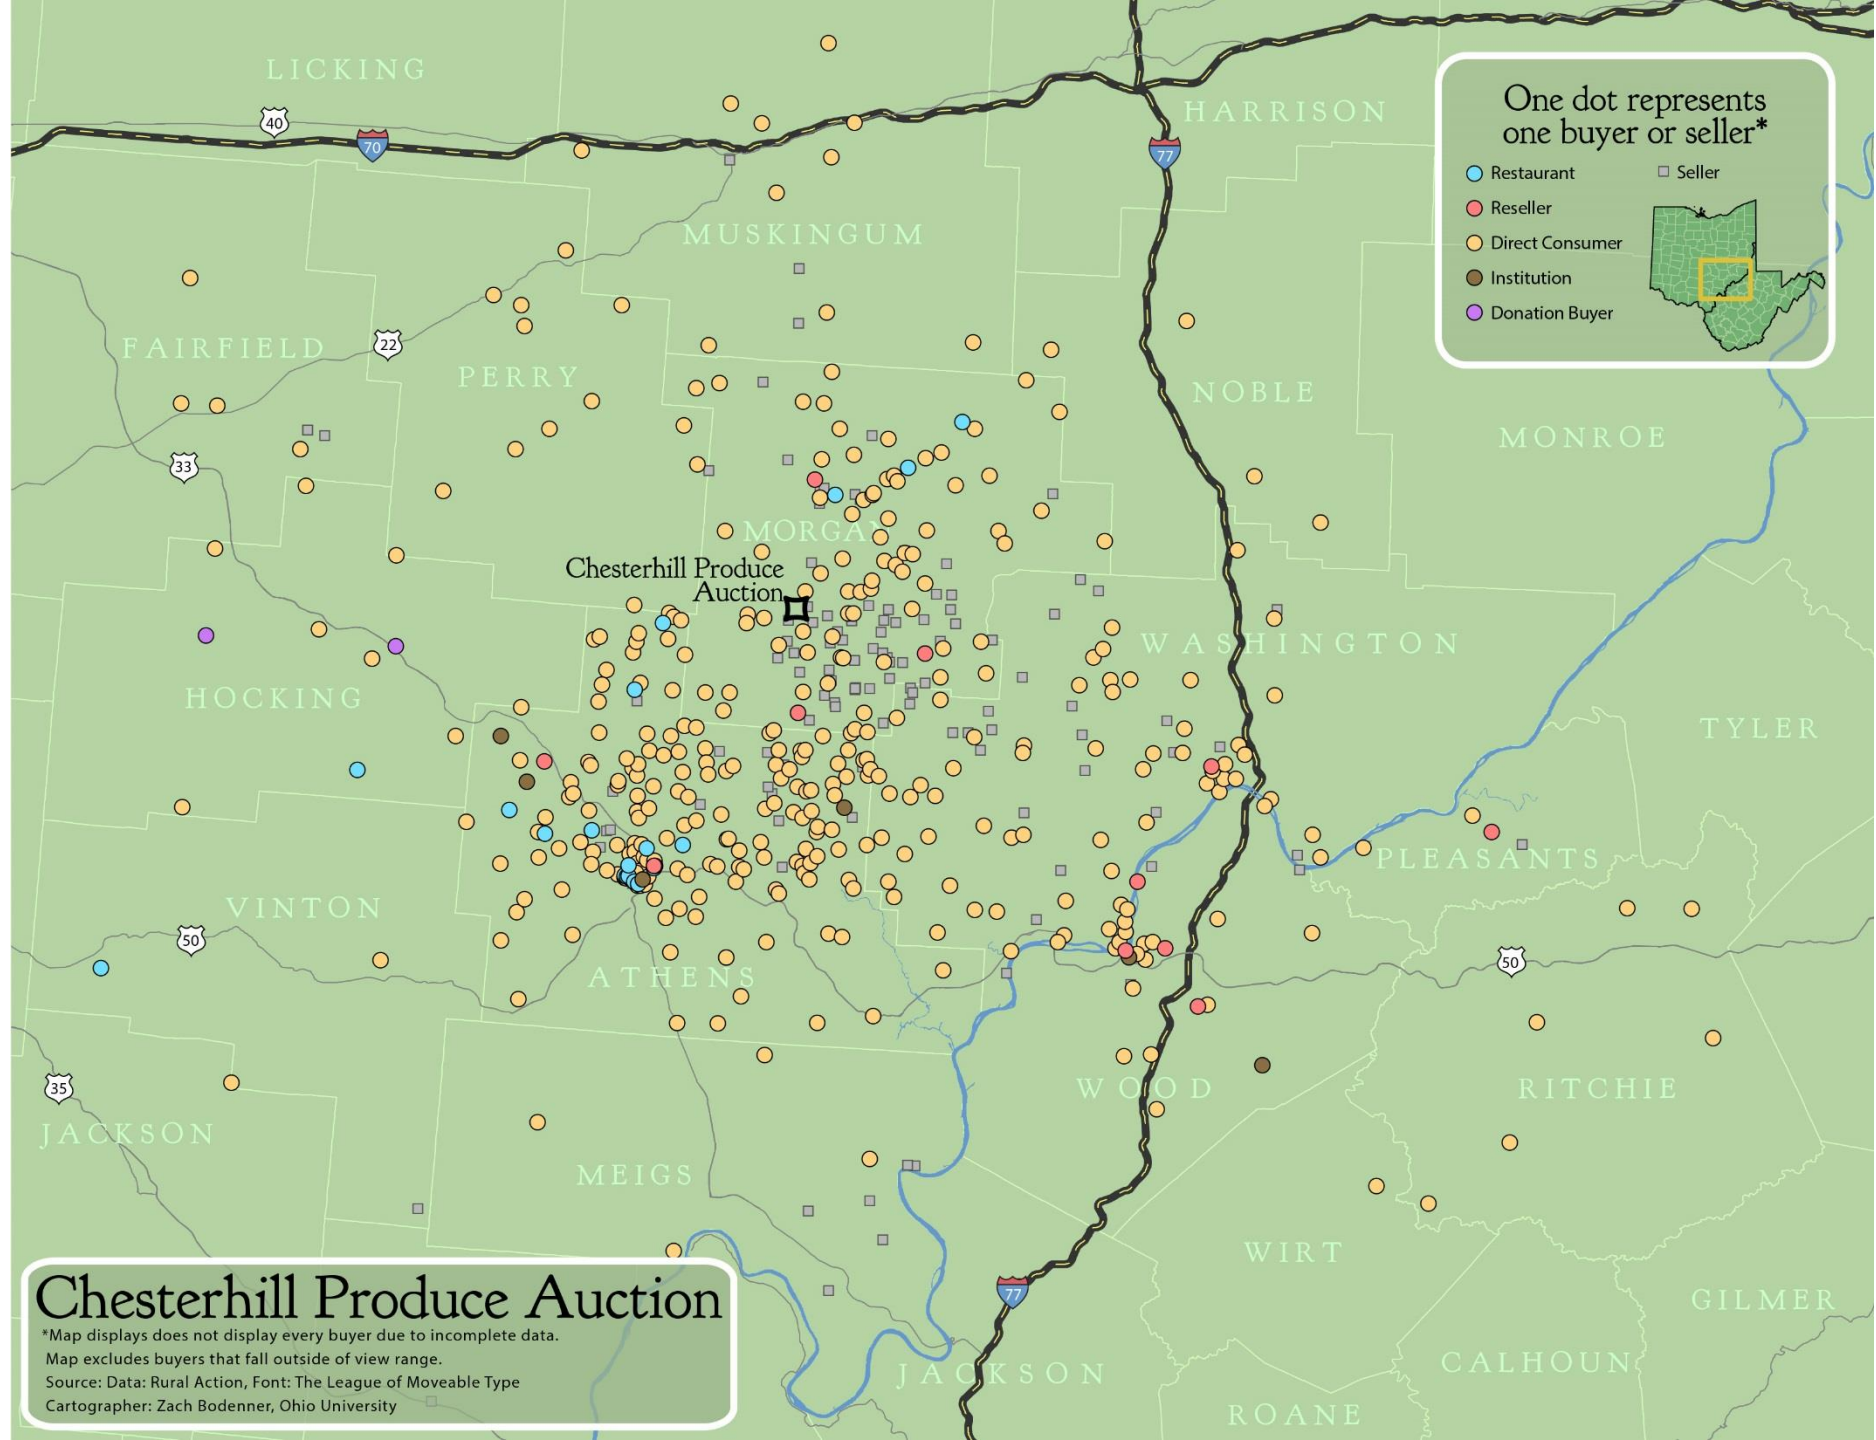 LICKING
40
70
HARRISON
77
One dot represents
one buyer or seller*
Restaurant
Seller
Reseller
Direct Consumer
Institution
Donation Buyer
MUSKINGUM
FAIRFIELD
22
PERRY
NOBLE
MONROE
33
MORGAN
Chesterhill Produce
Auction
WASHINGTON
HOCKING
TYLER
PLEASANTS
VINTON
50
50
ATHENS
35
WOOD
RITCHIE
JACKSON
MEIGS
WIRT
77
GILMER
Chesterhill Produce Auction
*Map displays does not display every buyer due to incomplete data.
Map excludes buyers that fall outside of view range.
Source: Data: Rural Action, Font: The League of Moveable Type
Cartographer: Zach Bodenner, Ohio University
JACKSON
CALHOUN
ROANE